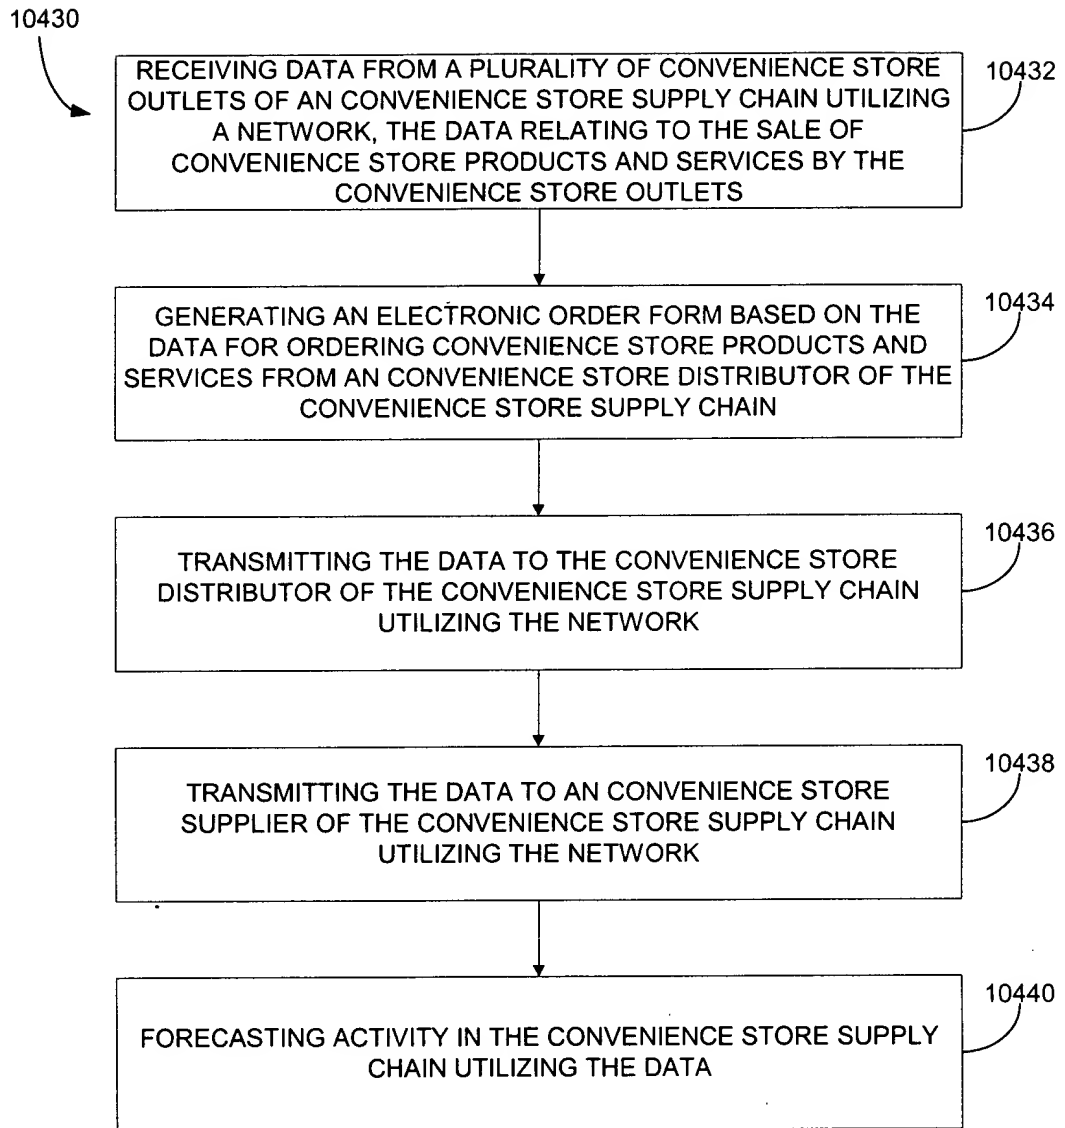 10430
RECEIVING DATA FROM A PLURALITY OF CONVENIENCE STORE
OUTLETS OF AN CONVENIENCE STORE SUPPLY CHAIN UTILIZING
A NETWORK, THE DATA RELATING TO THE SALE OF
CONVENIENCE STORE PRODUCTS AND SERVICES BY THE
CONVENIENCE STORE OUTLETS
10432
GENERATING AN ELECTRONIC ORDER FORM BASED ON THE
DATA FOR ORDERING CONVENIENCE STORE PRODUCTS AND
SERVICES FROM AN CONVENIENCE STORE DISTRIBUTOR OF THE
CONVENIENCE STORE SUPPLY CHAIN
10434
TRANSMITTING THE DATA TO THE CONVENIENCE STORE
DISTRIBUTOR OF THE CONVENIENCE STORE SUPPLY CHAIN
UTILIZING THE NETWORK
10436
TRANSMITTING THE DATA TO AN CONVENIENCE STORE
SUPPLIER OF THE CONVENIENCE STORE SUPPLY CHAIN
UTILIZING THE NETWORK
10438
FORECASTING ACTIVITY IN THE CONVENIENCE STORE SUPPLY
CHAIN UTILIZING THE DATA
10440